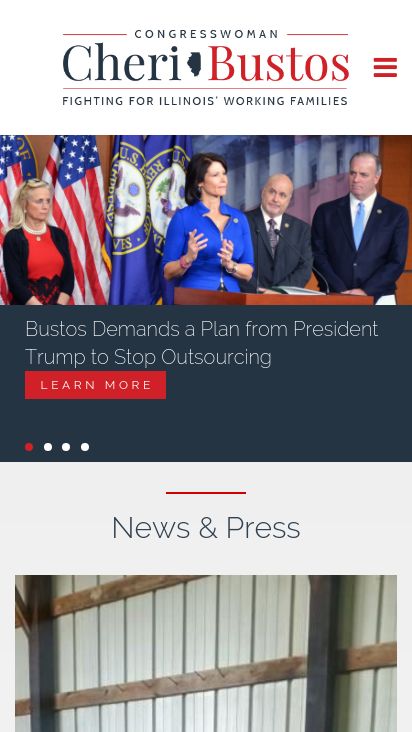 CONGRESSWOMAN
Cheri Bustos
FIGHTING FOR ILLINOIS' WORKING FAMILIES
Bustos Demands a Plan from President
Trump to Stop Outsourcing
LEARN MORE
News & Press